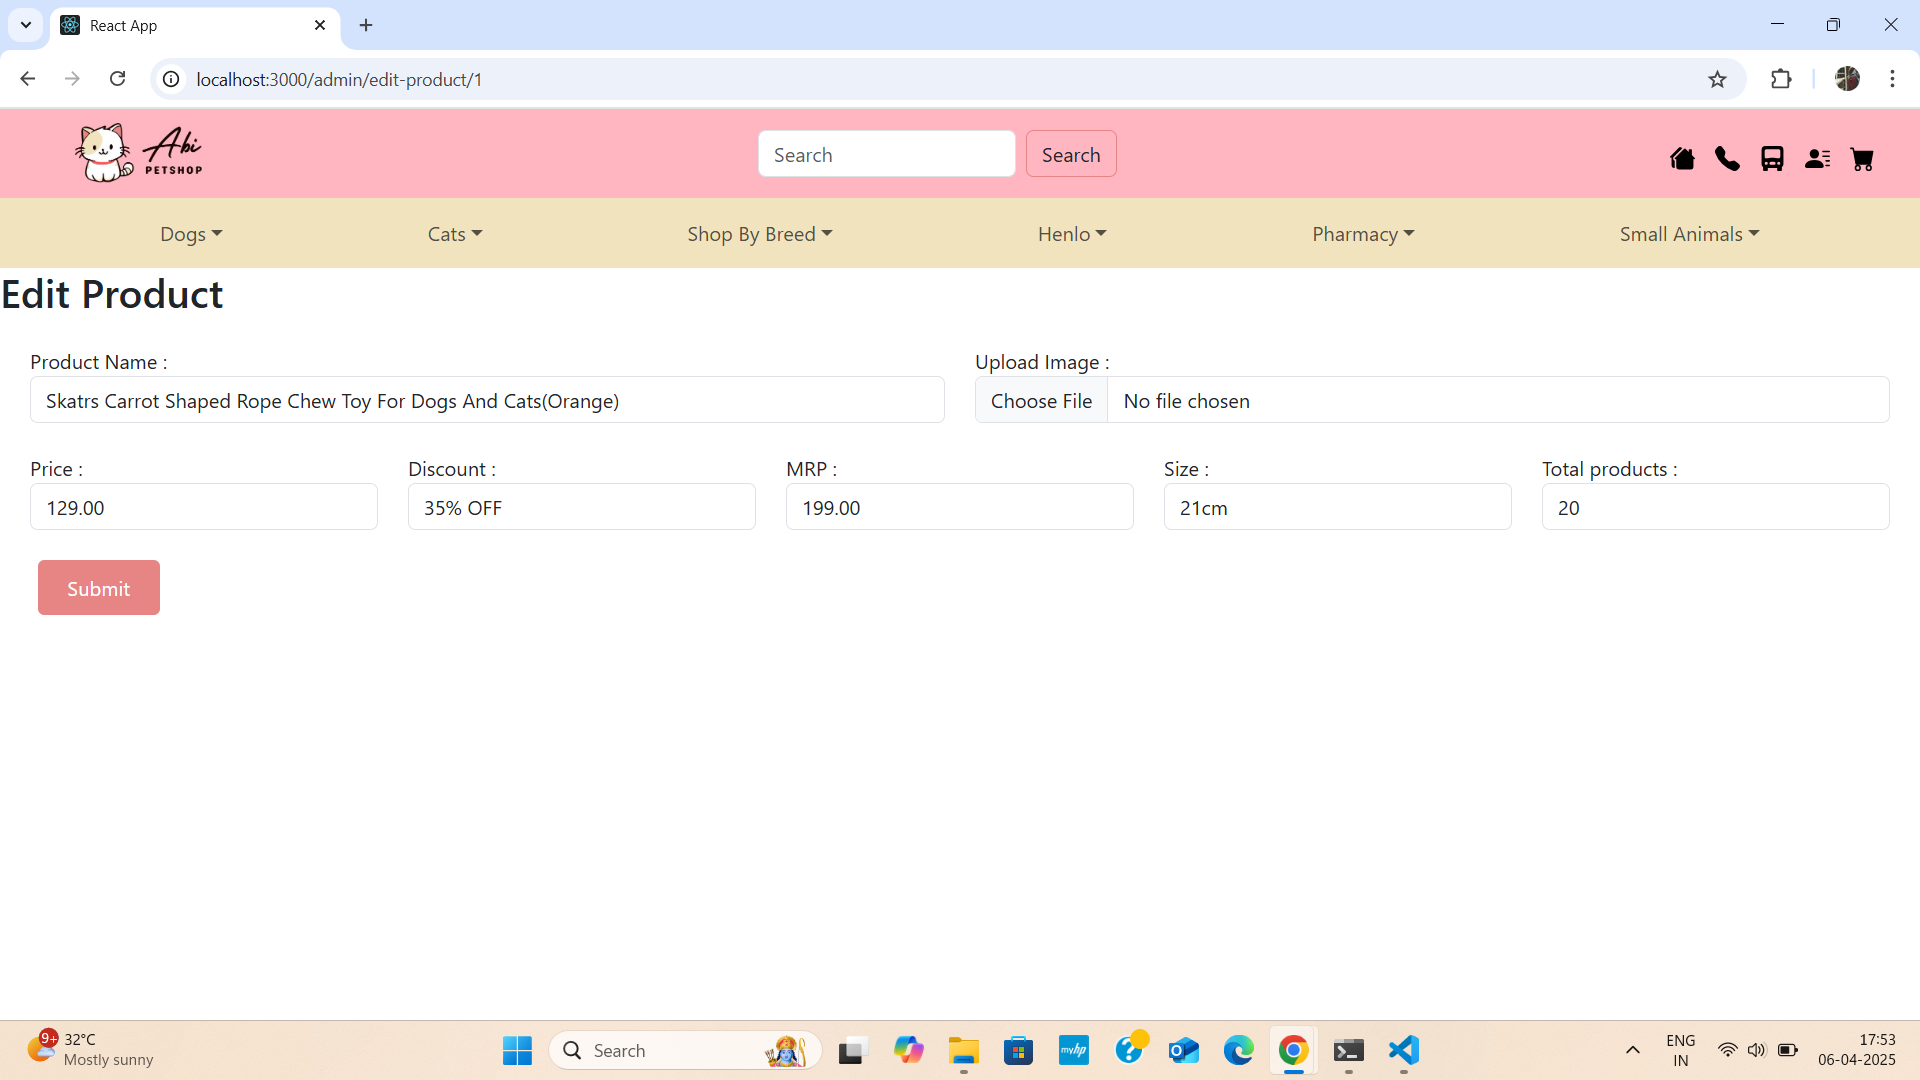 React App
localhost:3000/admin/edit-product/1
Abi
PETSHOP
Search
Search
Dogs
Cats
Shop By Breed
Henlo
Pharmacy
Small Animals
Edit Product
Product Name :
Upload Image :
Skatrs Carrot Shaped Rope Chew Toy For Dogs And Cats(Orange)
Choose File
No file chosen
Price :
Discount :
MRP :
Size :
Total products :
129.00
35% OFF
199.00
21cm
20
Submit
9+
32°C
Mostly sunny
Search
myhp
ENG
IN
17:53
06-04-2025